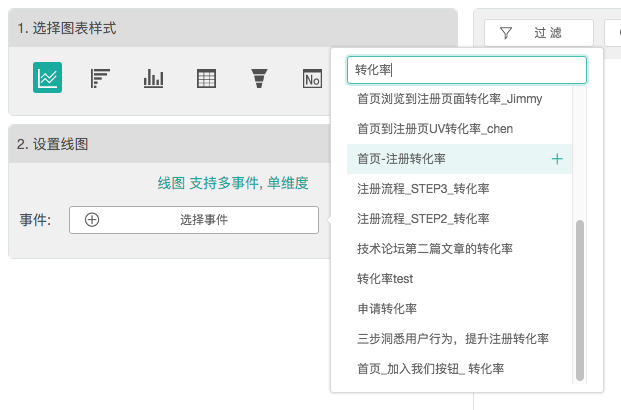 1. 选择图表样式
No
2. 设置线图
线图 支持多事件, 单维度
事件:
选择事件
过 滤
转化率
首页浏览到注册页面转化率_Jimmy
首页到注册页UV转化率_chen
首页-注册转化率
注册流程_STEP3_转化率
注册流程_STEP2_转化率
技术论坛第二篇文章的转化率
转化率test
申请转化率
三步洞悉用户行为，提升注册转化率
首页_加入我们按钮_ 转化率